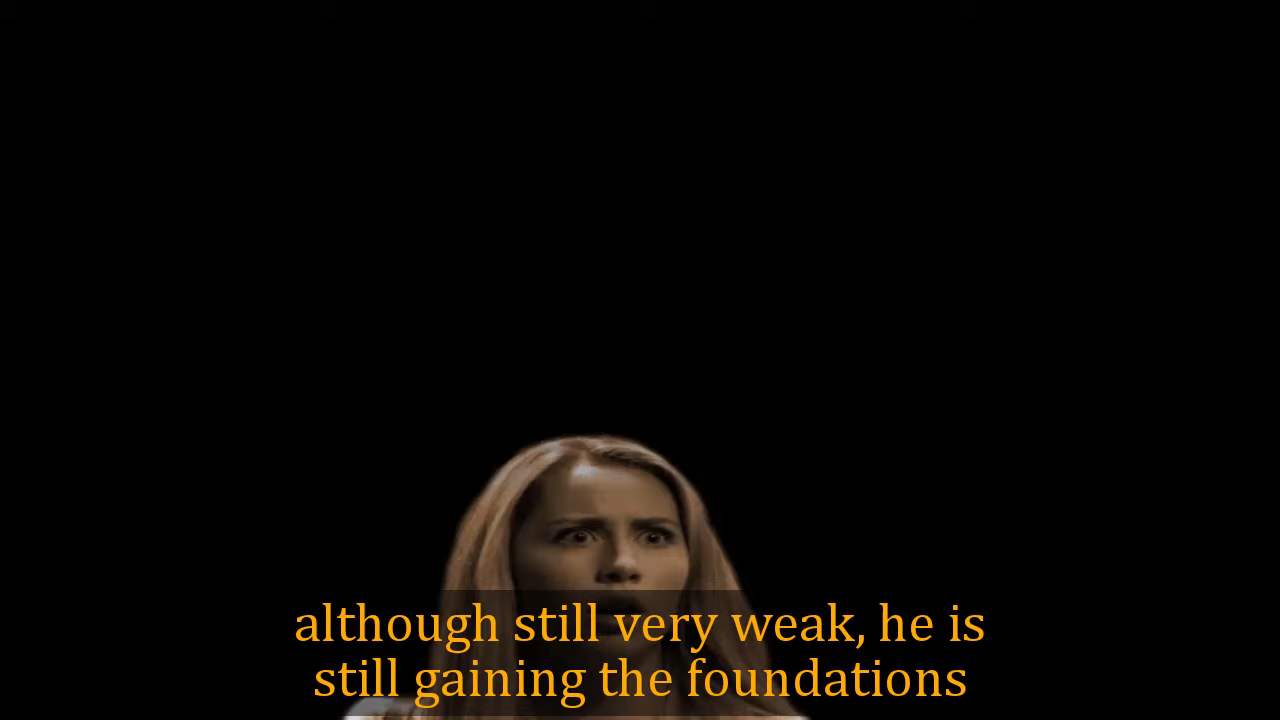 although still very weak, he is
still gaining the foundations